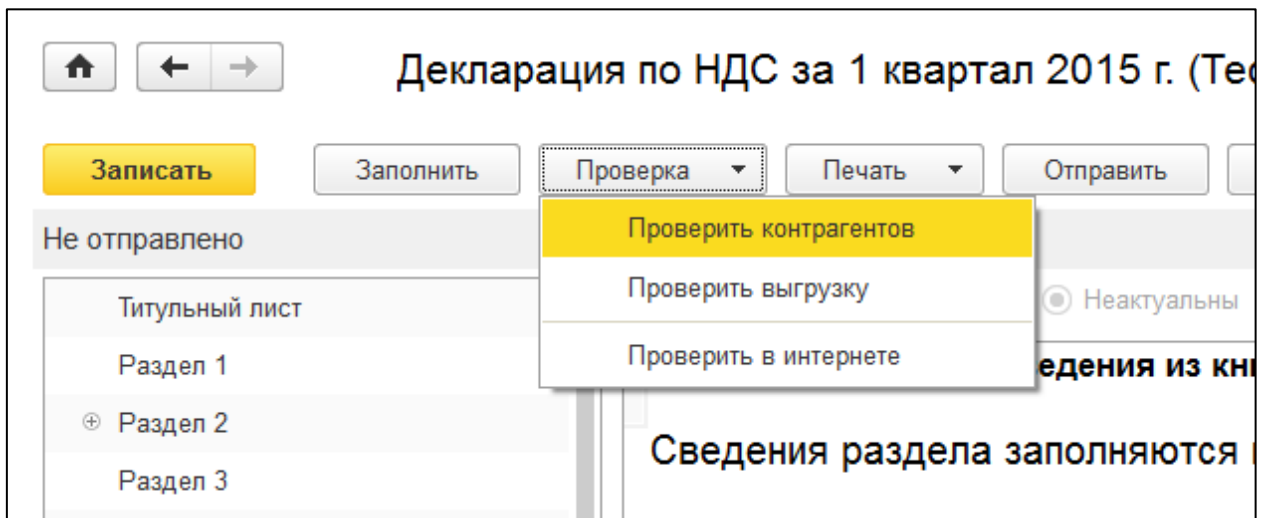 Декларация по НДС за 1 квартал 2015 г. (Тес
Записать Заполнить Проверка Печать Отправить
Не отправлено
Проверить контрагентов
Проверить выгрузку
Проверить в интернете
Неактуальны
Титульный лист
Раздел 1
Раздел 2
Раздел 3
едения из кн
Сведения раздела заполняются